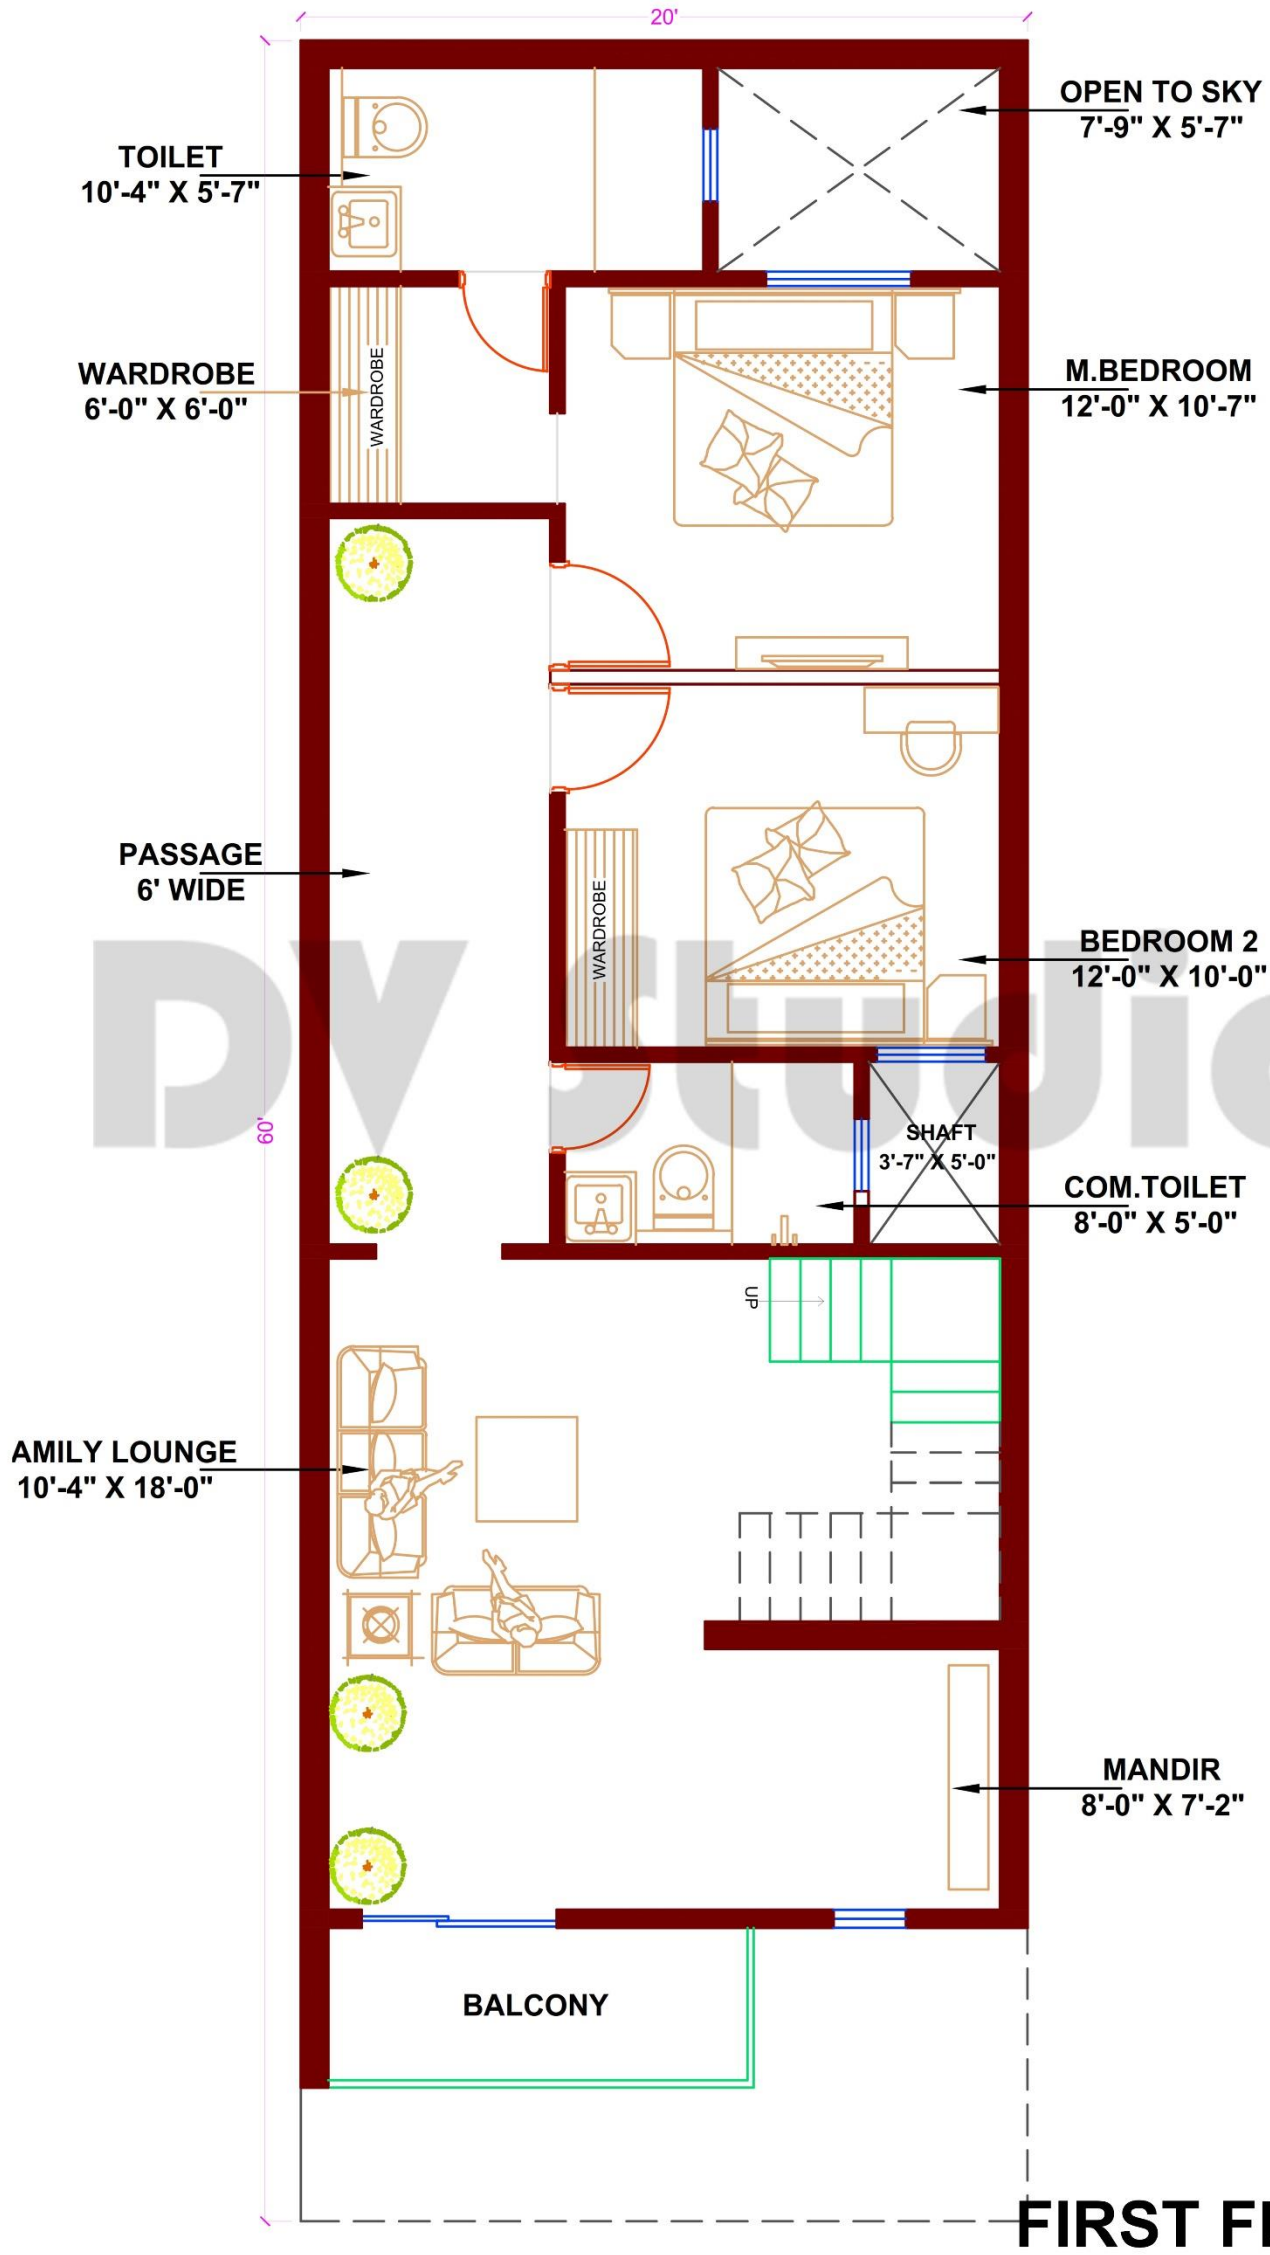 20'
OPEN TO SKY
7'-9" X 5'-7"
TOILET
10'-4" X 5'-7"
WARDROBE
6'-0" X 6'-0"
WARDROBE
M.BEDROOM
12'-0" X 10'-7"
PASSAGE
6' WIDE
WARDROBE
BEDROOM 2
12'-0" X 10'-0"
DV Studio
60'
SHAFT
3'-7" X 5'-0"
COM.TOILET
8'-0" X 5'-0"
UP
AMILY LOUNGE
10'-4" X 18'-0"
MANDIR
8'-0" X 7'-2"
BALCONY
FIRST FL